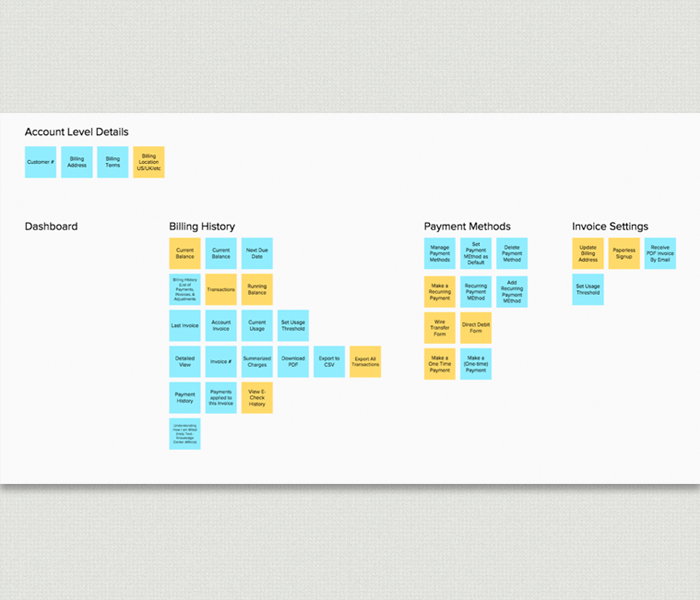 Account Level Details
Customer #
Billing
Address
Billing
Terms
Billing
Location
US/UK/etc
Dashboard
Billing History
Current
Balance
Current
Balance
Next Due
Date
Billing History
(List of
Payments,
Invoices, &
Adjustments
Transactions
Running
Balance
Last Invoice
Account
Invoice
Current
Usage
Set Usage
Threshold
Detailed
View
Invoice #
Summarized
Charges
Download
PDF
Export to
CSV
Export All
Transactions
Payment
History
Payments
applied to
this Invoice
View E-
Check
History
Understanding
how I am Billed
Knowledge
Payment Methods
Manage
Payment
Methods
Set
Payment
MEthod as
Default
Delete
Payment
Method
Make a
Recurring
Payment
Recurring
Payment
MEthod
Add
Recurring
Payment
MEthod
Wire
Transfer
Form
Direct Debit
Form
Make a
One Time
Payment
Make a
(One-time)
Payment
Invoice Settings
Update
Billing
Address
Paperless
Signup
Receive
PDF Invoice
By Email
Set Usage
Threshold